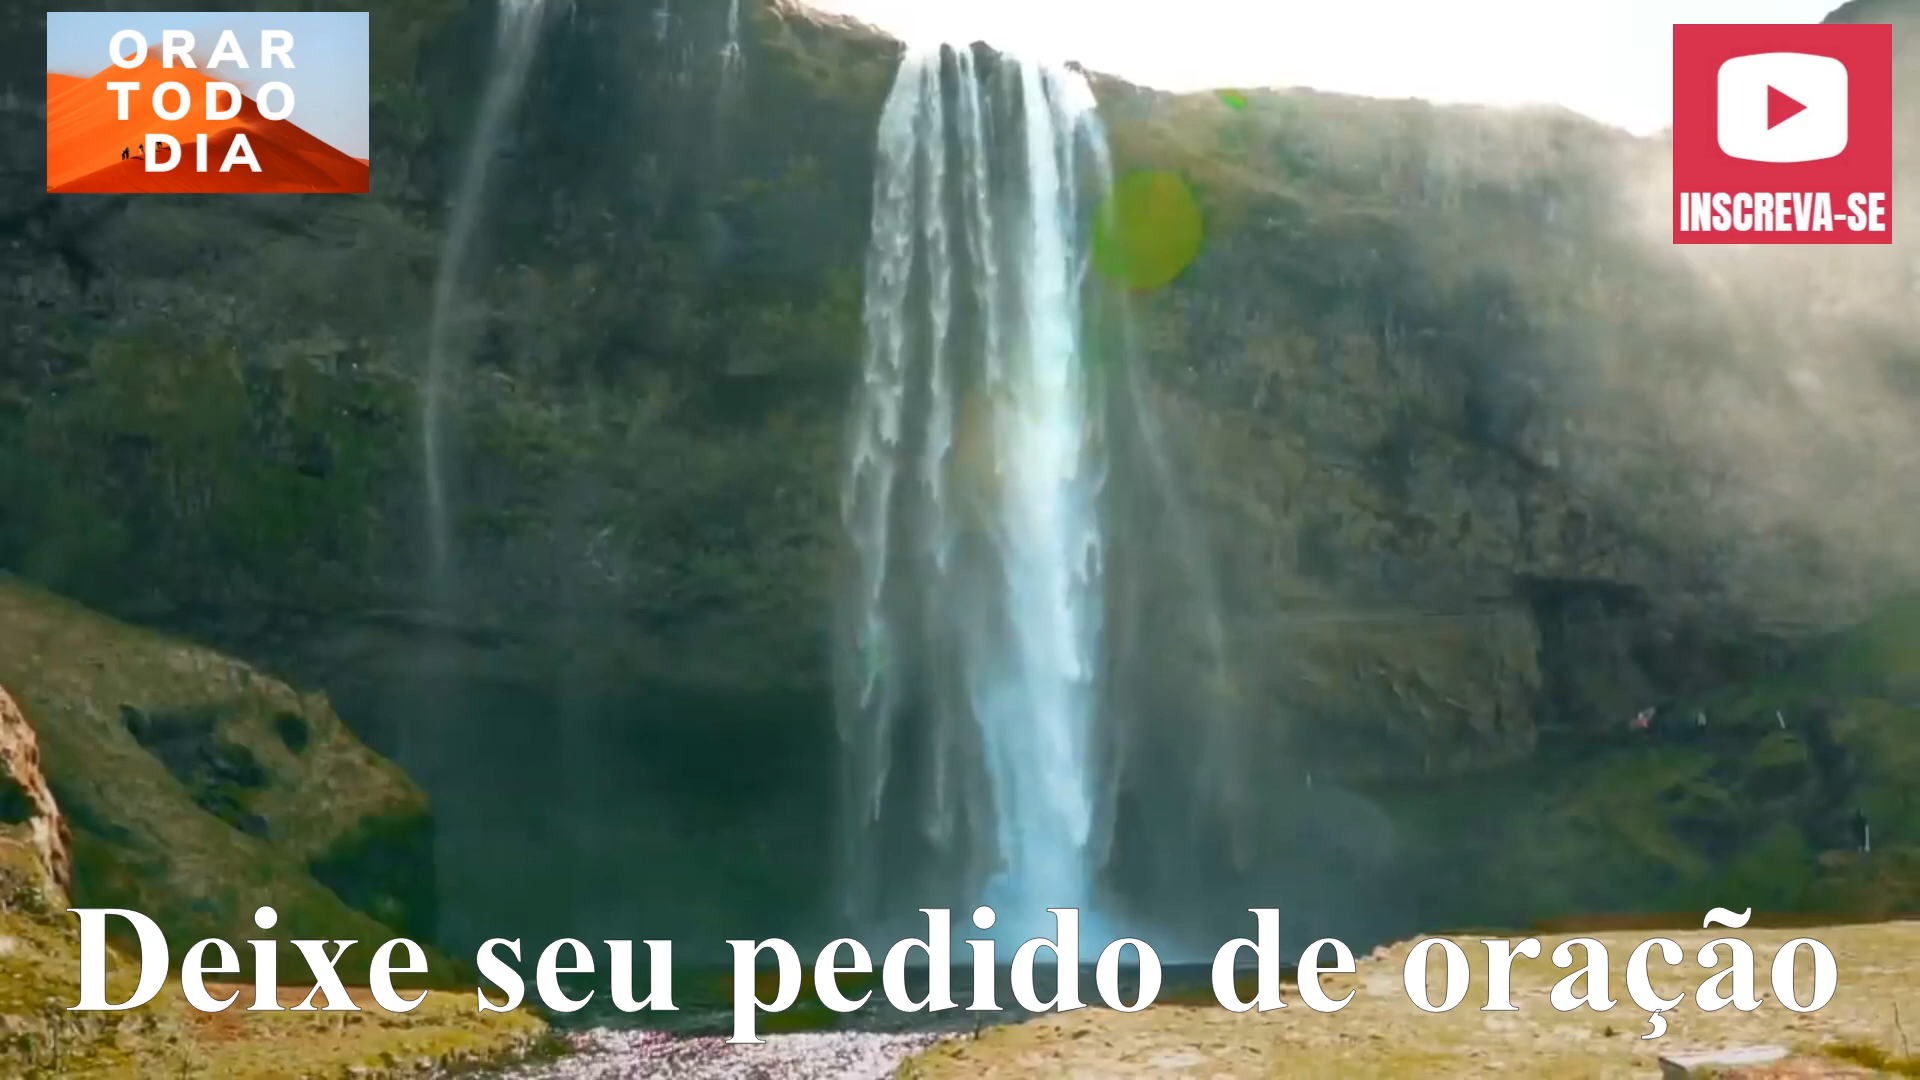 ORAR
TODO
DIA
INSCREVA-SE
Deixe seu pedido de oração